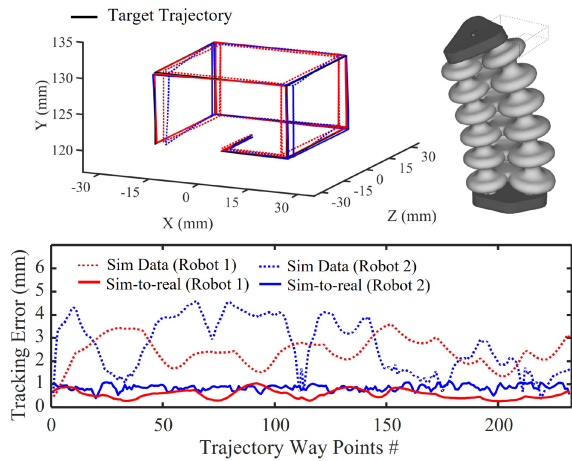 Target Trajectory
135
130
125
120
Y (mm)
-30
-15
0
15
30
X (mm)
-30
-15
0
15
30
Z (mm)
Sim Data (Robot 1)
Sim Data (Robot 2)
Sim-to-real (Robot 1)
Sim-to-real (Robot 2)
6
5
4
3
2
1
0
Tracking Error (mm)
0
50
100
150
200
Trajectory Way Points #